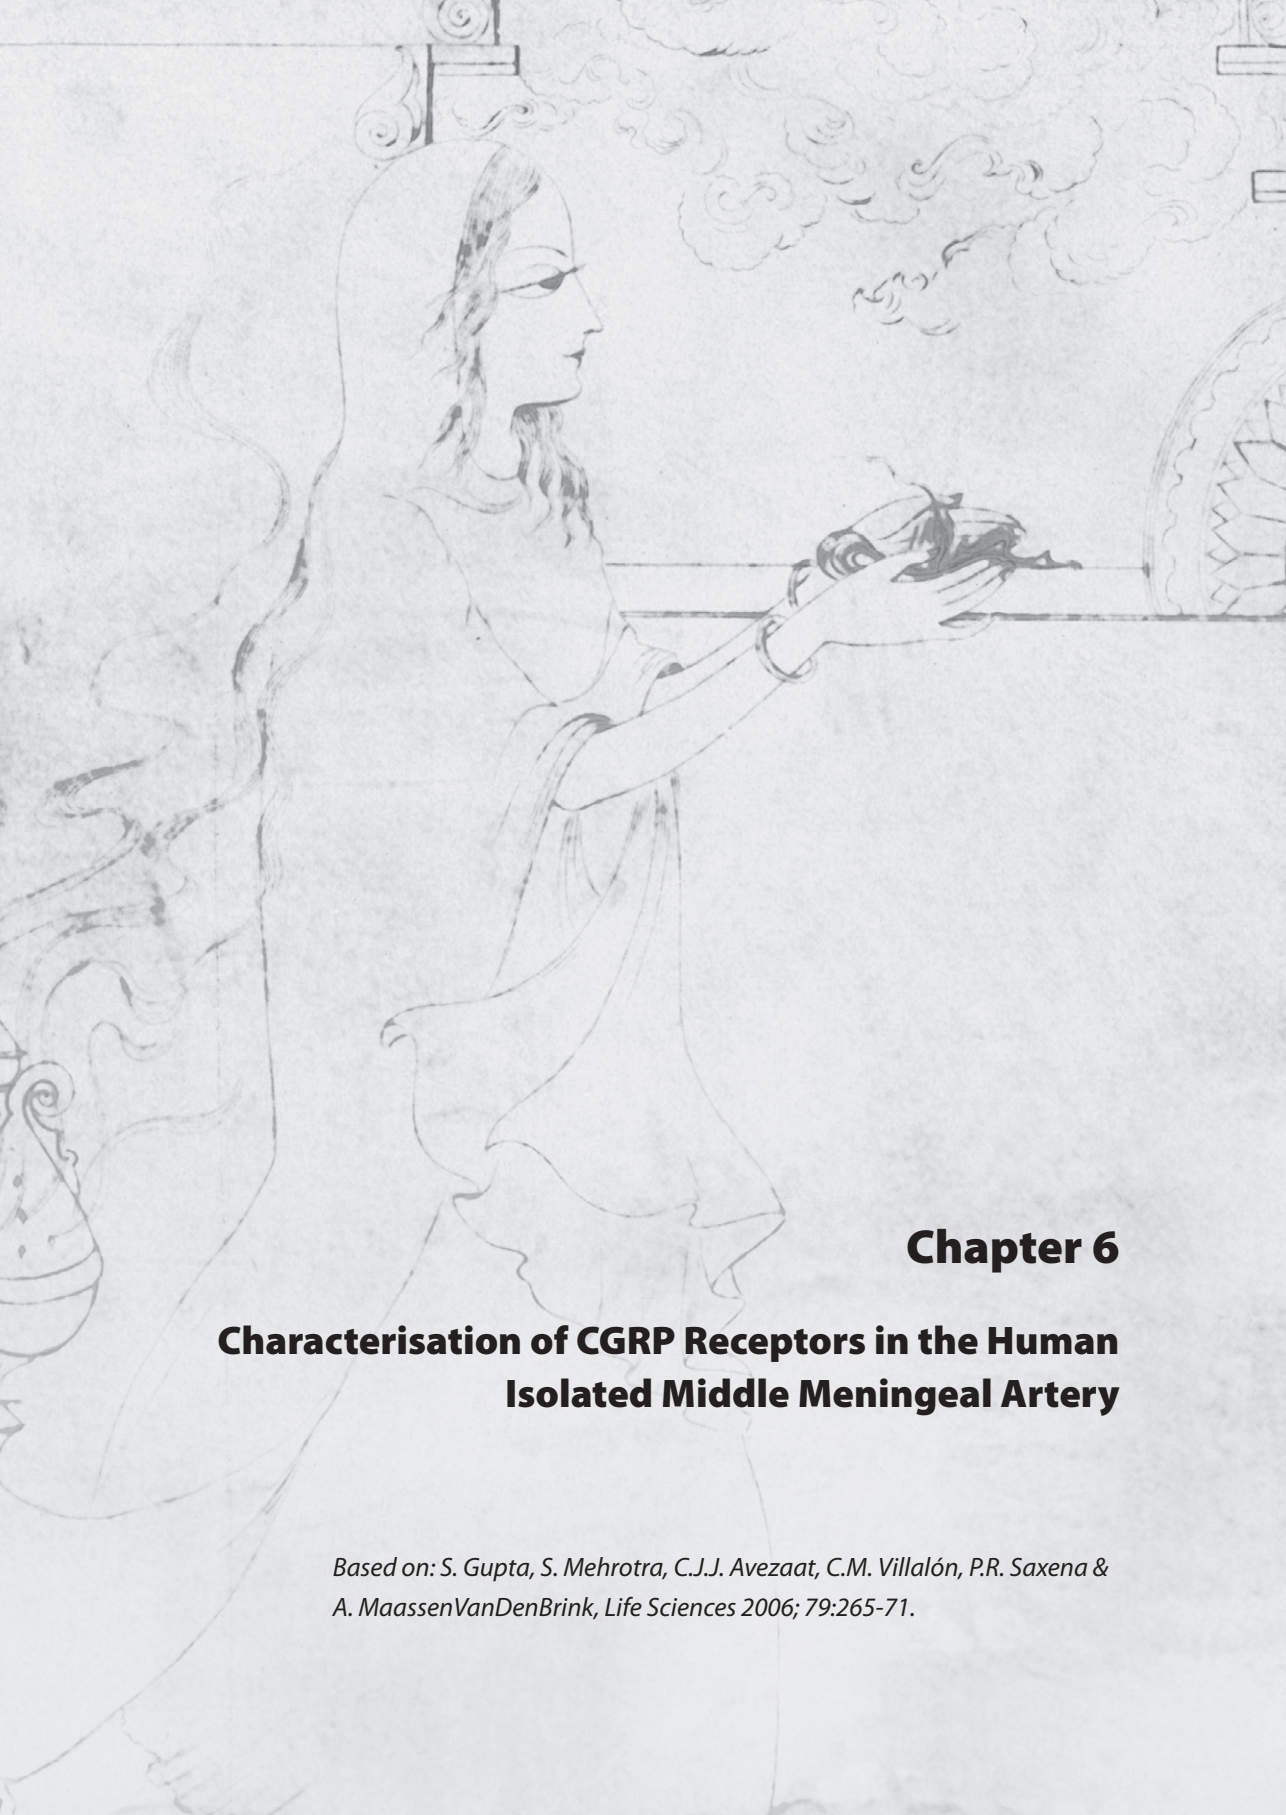 Chapter 6
Characterisation of CGRP Receptors in the Human
Isolated Middle Meningeal Artery
Based on: S. Gupta, S. Mehrotra, C.J.J. Avezaat, C.M. Villalón, P.R. Saxena &
A. MaassenVanDenBrink, Life Sciences 2006; 79:265-71.